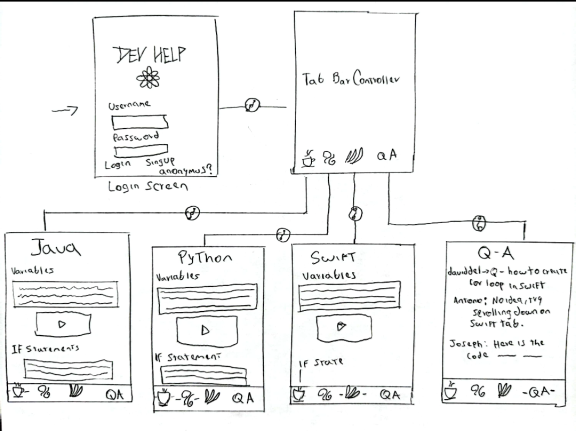 DEV HELP
Username
Password
Login SingUp
anonymus?
Login Screen
Tab Bar Controller
QA
Java
Variables
IF Statements
QA
Python
Variables
If Statement
QA
Swift
Variables
IF State
QA
Q-A
daviddel→Q- how to create
for loop in Swift
Antonio: No idea, try
scrolling down on
Swift tab.
Joseph: Here is the
code
-QA-